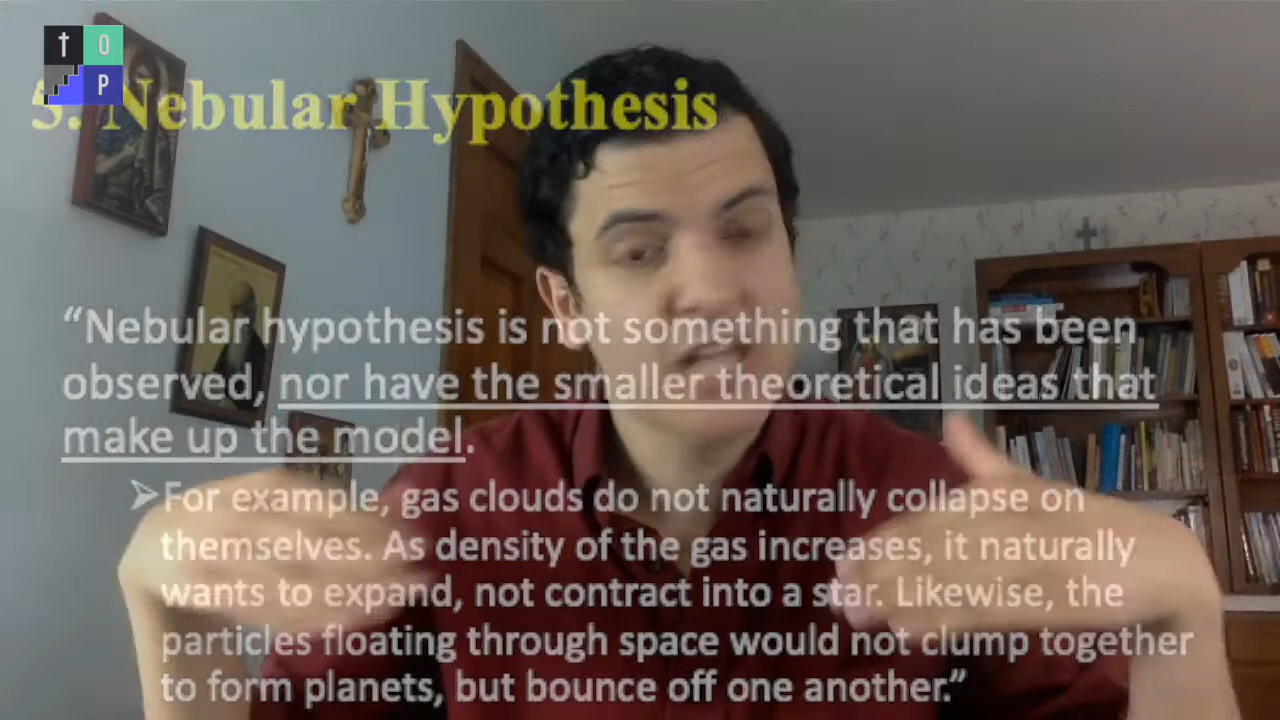 † O
P
5. Nebular Hypothesis
“Nebular hypothesis is not something that has been
observed, nor have the smaller theoretical ideas that
make up the model.
➢For example, gas clouds do not naturally collapse on
themselves. As density of the gas increases, it naturally
wants to expand, not contract into a star. Likewise, the
particles floating through space would not clump together
to form planets, but bounce off one another.”